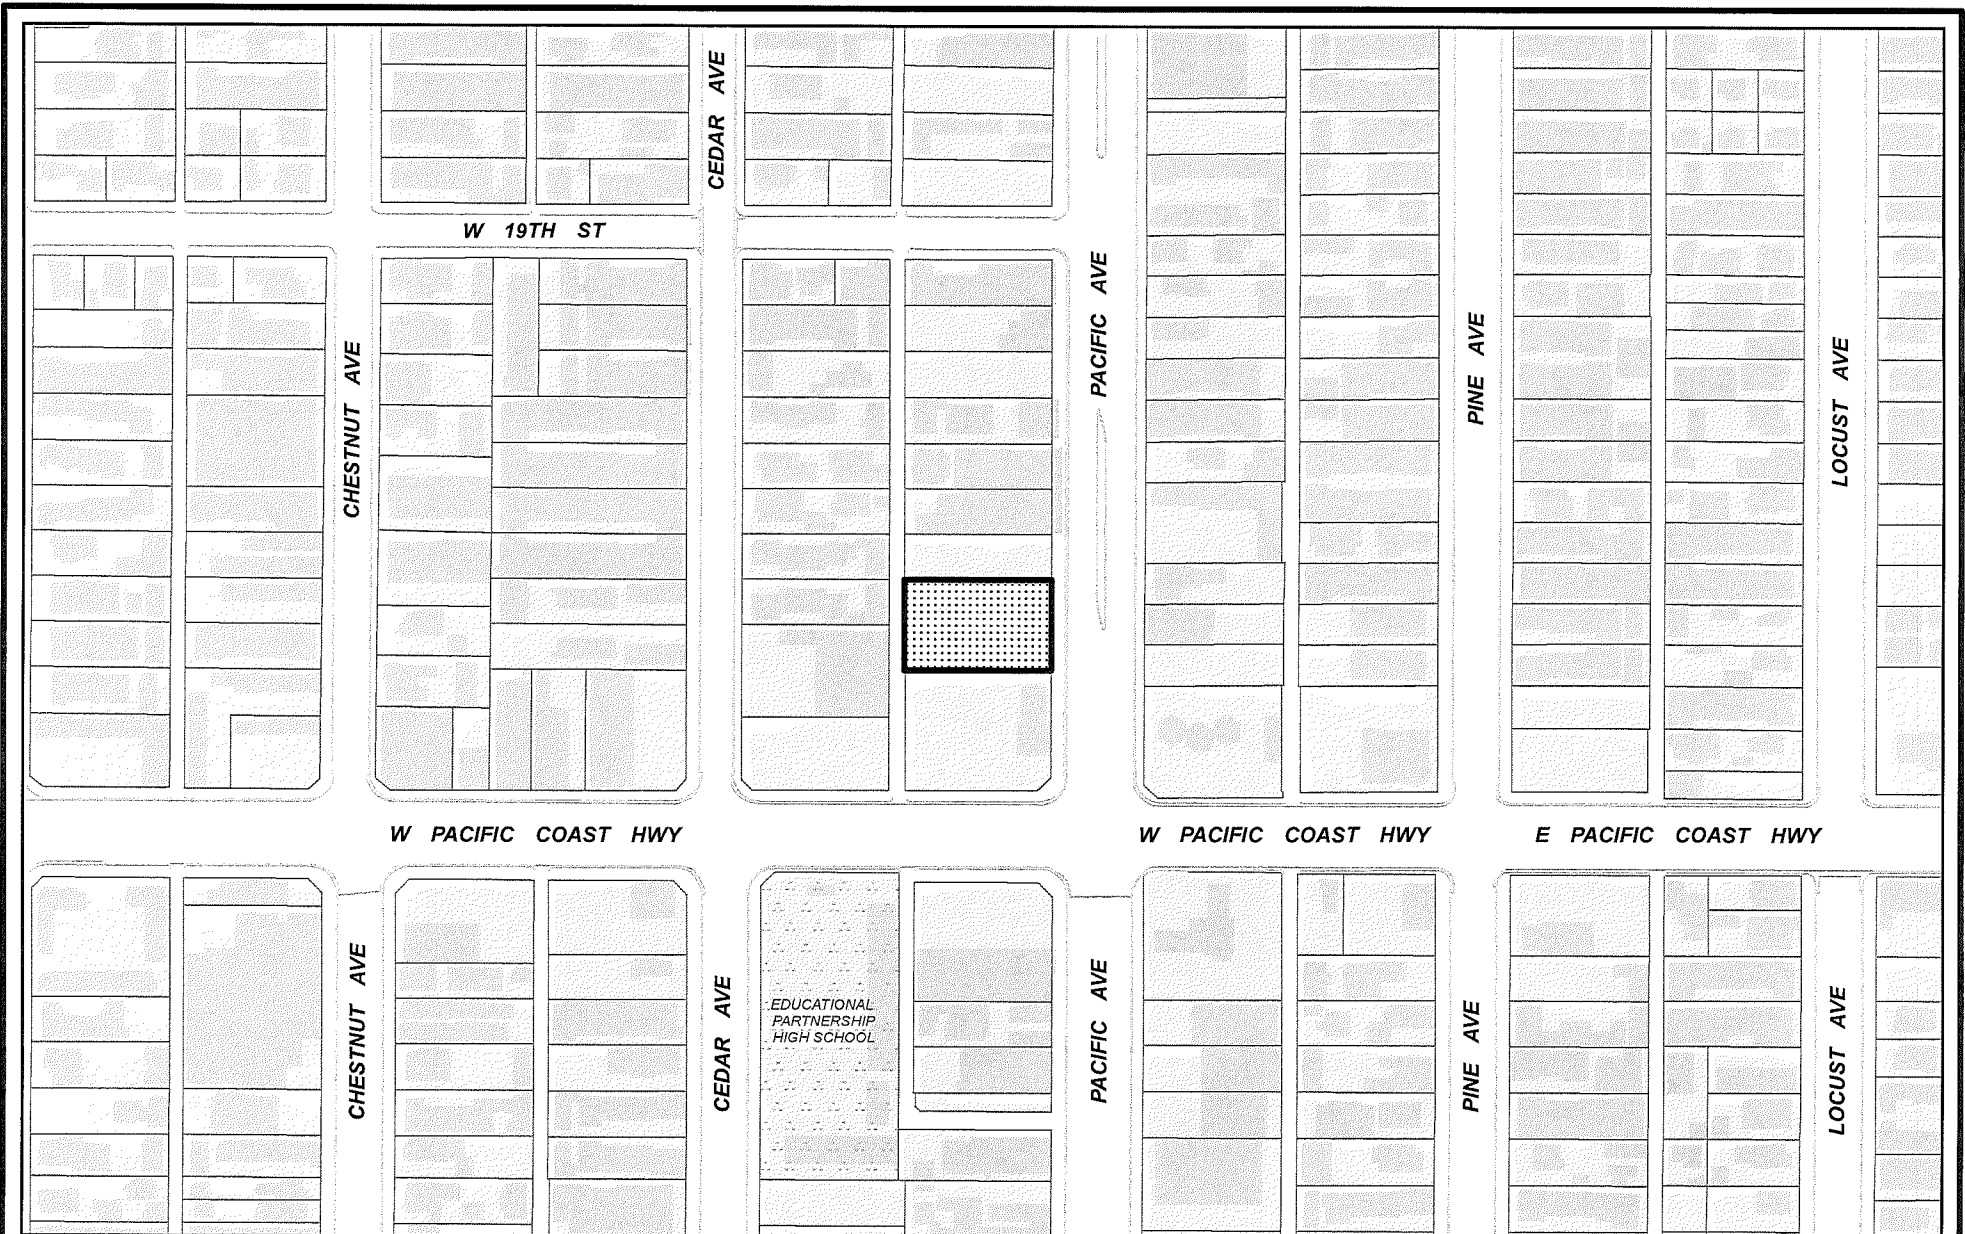 CEDAR AVE
W 19TH ST
PACIFIC AVE
CHESTNUT AVE
PINE AVE
LOCUST AVE
W PACIFIC COAST HWY
W PACIFIC COAST HWY
E PACIFIC COAST HWY
CHESTNUT AVE
CEDAR AVE
EDUCATIONAL
PARTNERSHIP
HIGH SCHOOL
PACIFIC AVE
PINE AVE
LOCUST AVE